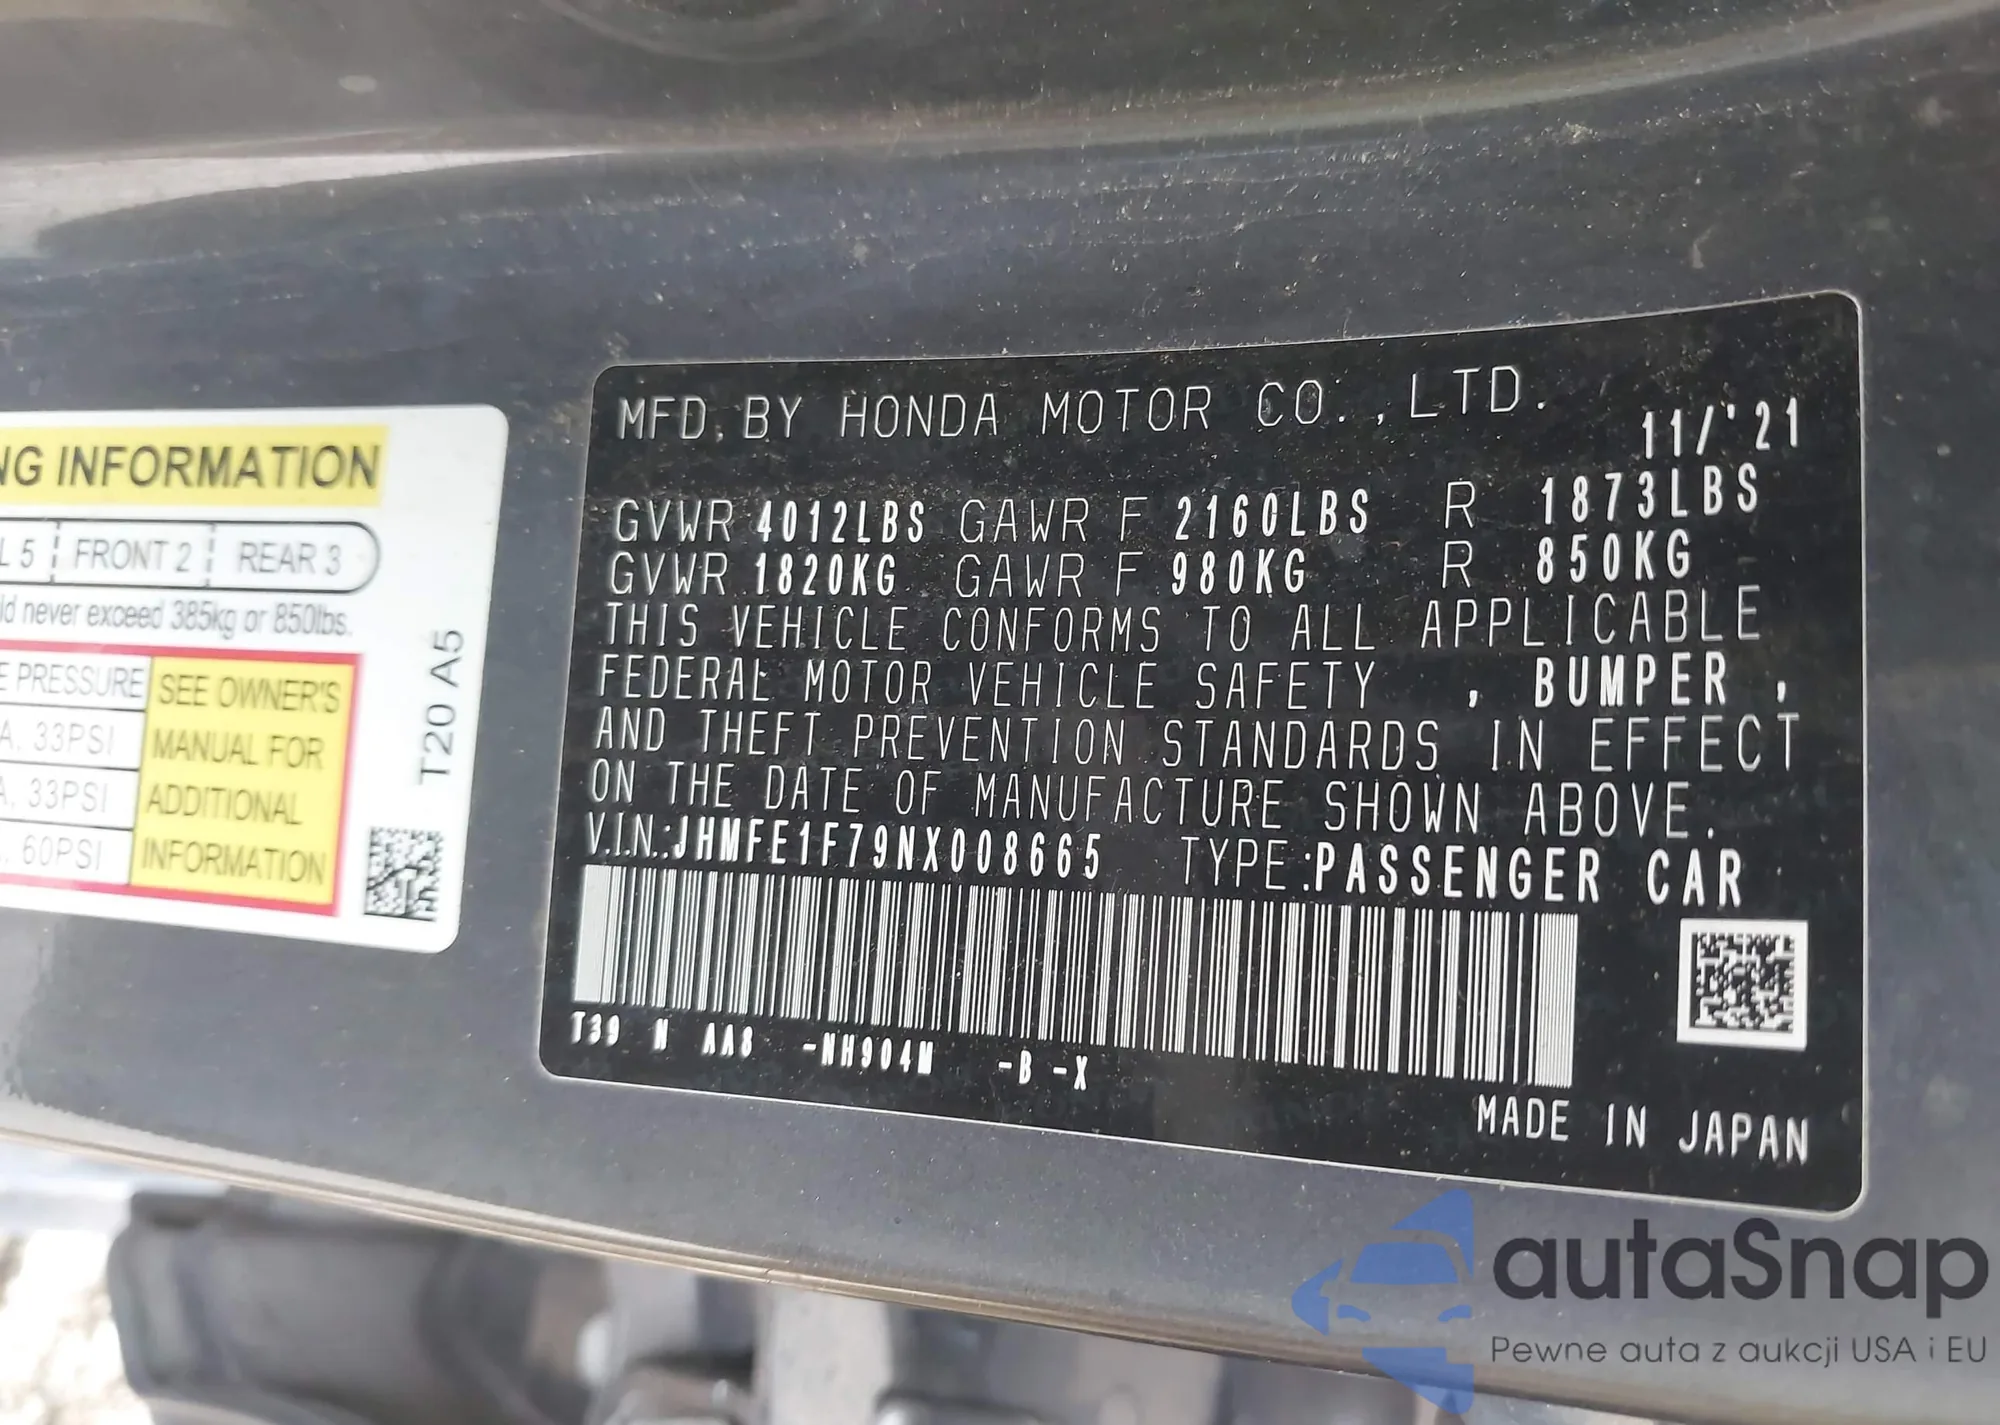 NG INFORMATION
L 5 FRONT 2 REAR 3
ld never exceed 385kg or 850lbs.
E PRESSURE
A, 33PSI
A, 33PSI
, 60PSI
SEE OWNER'S
MANUAL FOR
ADDITIONAL
INFORMATION
T20 A5
MFD. BY HONDA MOTOR CO., LTD.
11/'21
GVWR 4012LBS GAWR F 2160LBS R 1873LBS
GVWR 1820KG GAWR F 980KG R 850KG
THIS VEHICLE CONFORMS TO ALL APPLICABLE
FEDERAL MOTOR VEHICLE SAFETY , BUMPER ,
AND THEFT PREVENTION STANDARDS IN EFFECT
ON THE DATE OF MANUFACTURE SHOWN ABOVE.
V.I.N.:JHMFE1F79NX008665 TYPE:PASSENGER CAR
T39 N AA8 -NH904M -B -X
MADE IN JAPAN
autaSnap
Pewne auta z aukcji USA i EU